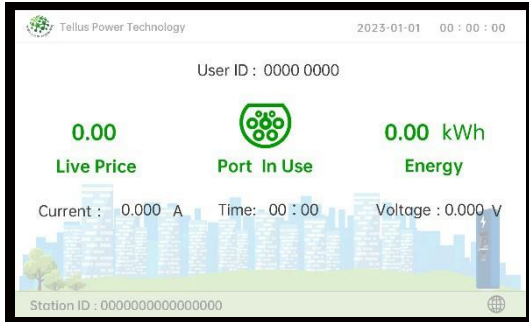 Tellus Power Technology 2023-01-01 00 : 00 : 00
User ID : 0000 0000
0.00 0.00 kWh
Live Price Port In Use Energy
Current : 0.000 A Time: 00 : 00 Voltage : 0.000 V
Station ID : 0000000000000000